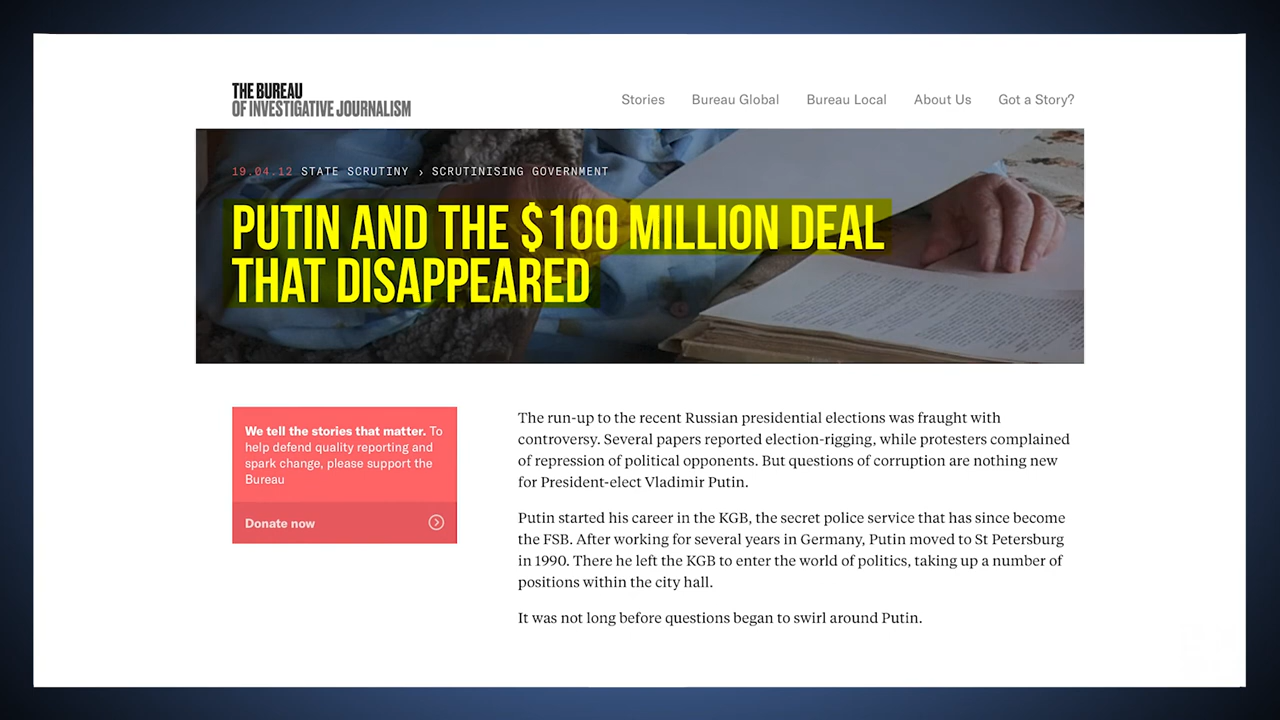 THE BUREAU
OF INVESTIGATIVE JOURNALISM
Stories Bureau Global Bureau Local About Us Got a Story?
19.04.12 STATE SCRUTINY › SCRUTINISING GOVERNMENT
PUTIN AND THE $100 MILLION DEAL
THAT DISAPPEARED
We tell the stories that matter. To
help defend quality reporting and
spark change, please support the
Bureau
Donate now
The run-up to the recent Russian presidential elections was fraught with
controversy. Several papers reported election-rigging, while protesters complained
of repression of political opponents. But questions of corruption are nothing new
for President-elect Vladimir Putin.
Putin started his career in the KGB, the secret police service that has since become
the FSB. After working for several years in Germany, Putin moved to St Petersburg
in 1990. There he left the KGB to enter the world of politics, taking up a number of
positions within the city hall.
It was not long before questions began to swirl around Putin.